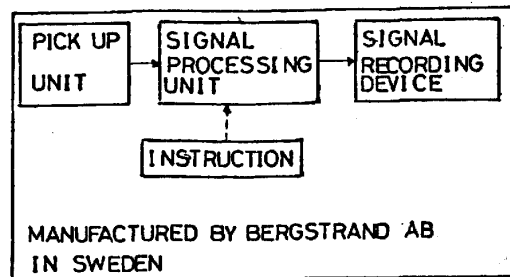 PICK UP
UNIT
SIGNAL
PROCESSING
UNIT
SIGNAL
RECORDING
DEVICE
INSTRUCTION
MANUFACTURED BY BERGSTRAND AB
IN SWEDEN